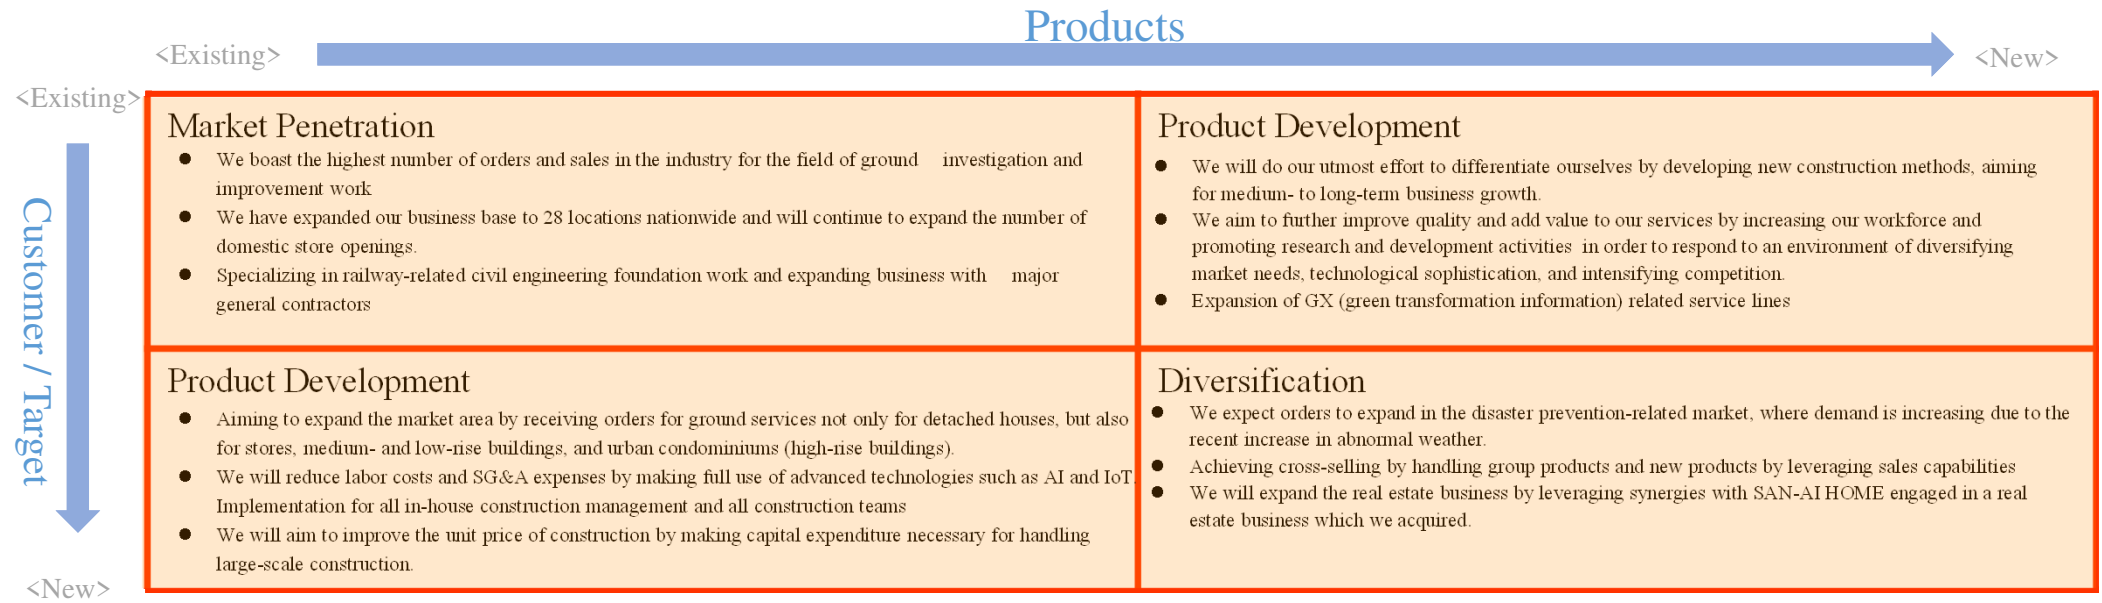 Products
<Existing>
<New>
<Existing>
Customer / Target
<New>
Market Penetration
● We boast the highest number of orders and sales in the industry for the field of ground investigation and
improvement work
● We have expanded our business base to 28 locations nationwide and will continue to expand the number of
domestic store openings.
● Specializing in railway-related civil engineering foundation work and expanding business with major
general contractors
Product Development
● We will do our utmost effort to differentiate ourselves by developing new construction methods, aiming
for medium- to long-term business growth.
● We aim to further improve quality and add value to our services by increasing our workforce and
promoting research and development activities in order to respond to an environment of diversifying
market needs, technological sophistication, and intensifying competition.
● Expansion of GX (green transformation information) related service lines
Product Development
● Aiming to expand the market area by receiving orders for ground services not only for detached houses, but also
for stores, medium- and low-rise buildings, and urban condominiums (high-rise buildings).
● We will reduce labor costs and SG&A expenses by making full use of advanced technologies such as AI and IoT.
Implementation for all in-house construction management and all construction teams
● We will aim to improve the unit price of construction by making capital expenditure necessary for handling
large-scale construction.
Diversification
● We expect orders to expand in the disaster prevention-related market, where demand is increasing due to the
recent increase in abnormal weather.
● Achieving cross-selling by handling group products and new products by leveraging sales capabilities
● We will expand the real estate business by leveraging synergies with SAN-AI HOME engaged in a real
estate business which we acquired.